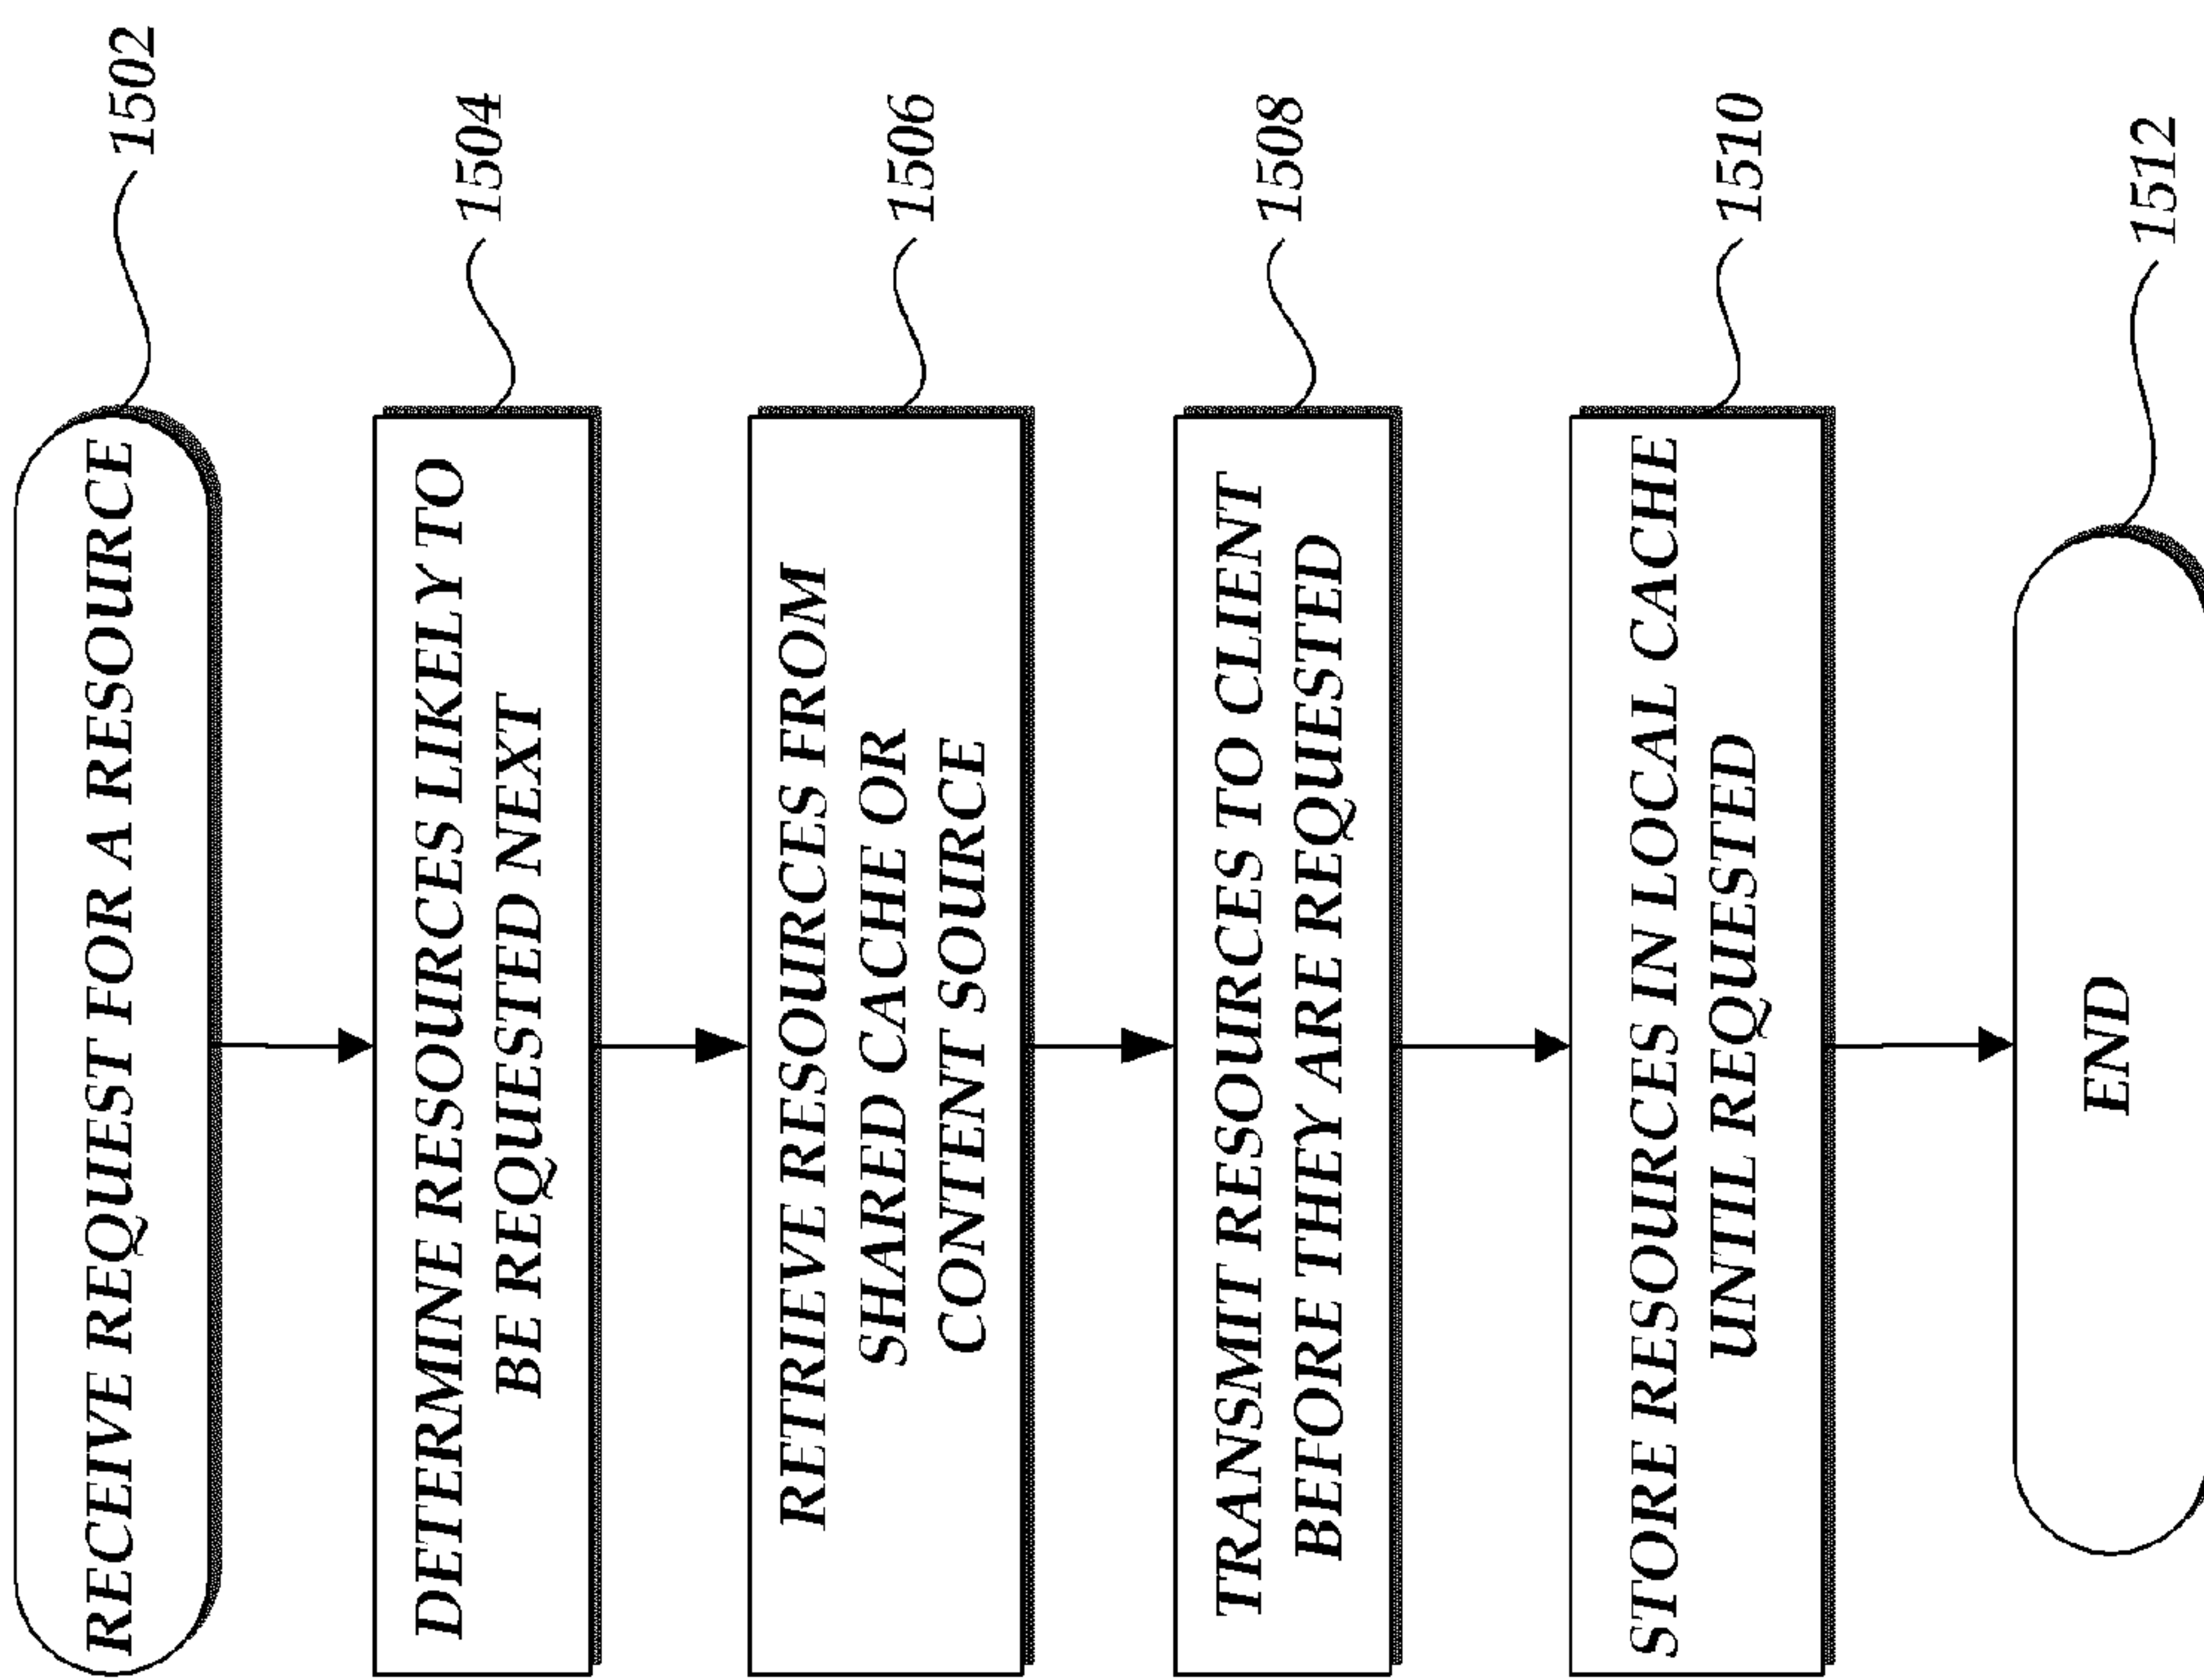 RECEIVE REQUEST FOR A RESOURCE
1502
DETERMINE RESOURCES LIKELY TO
BE REQUESTED NEXT
1504
RETRIEVE RESOURCES FROM
SHARED CACHE OR
CONTENT SOURCE
1506
TRANSMIT RESOURCES TO CLIENT
BEFORE THEY ARE REQUESTED
1508
STORE RESOURCES IN LOCAL CACHE
UNTIL REQUESTED
1510
END
1512